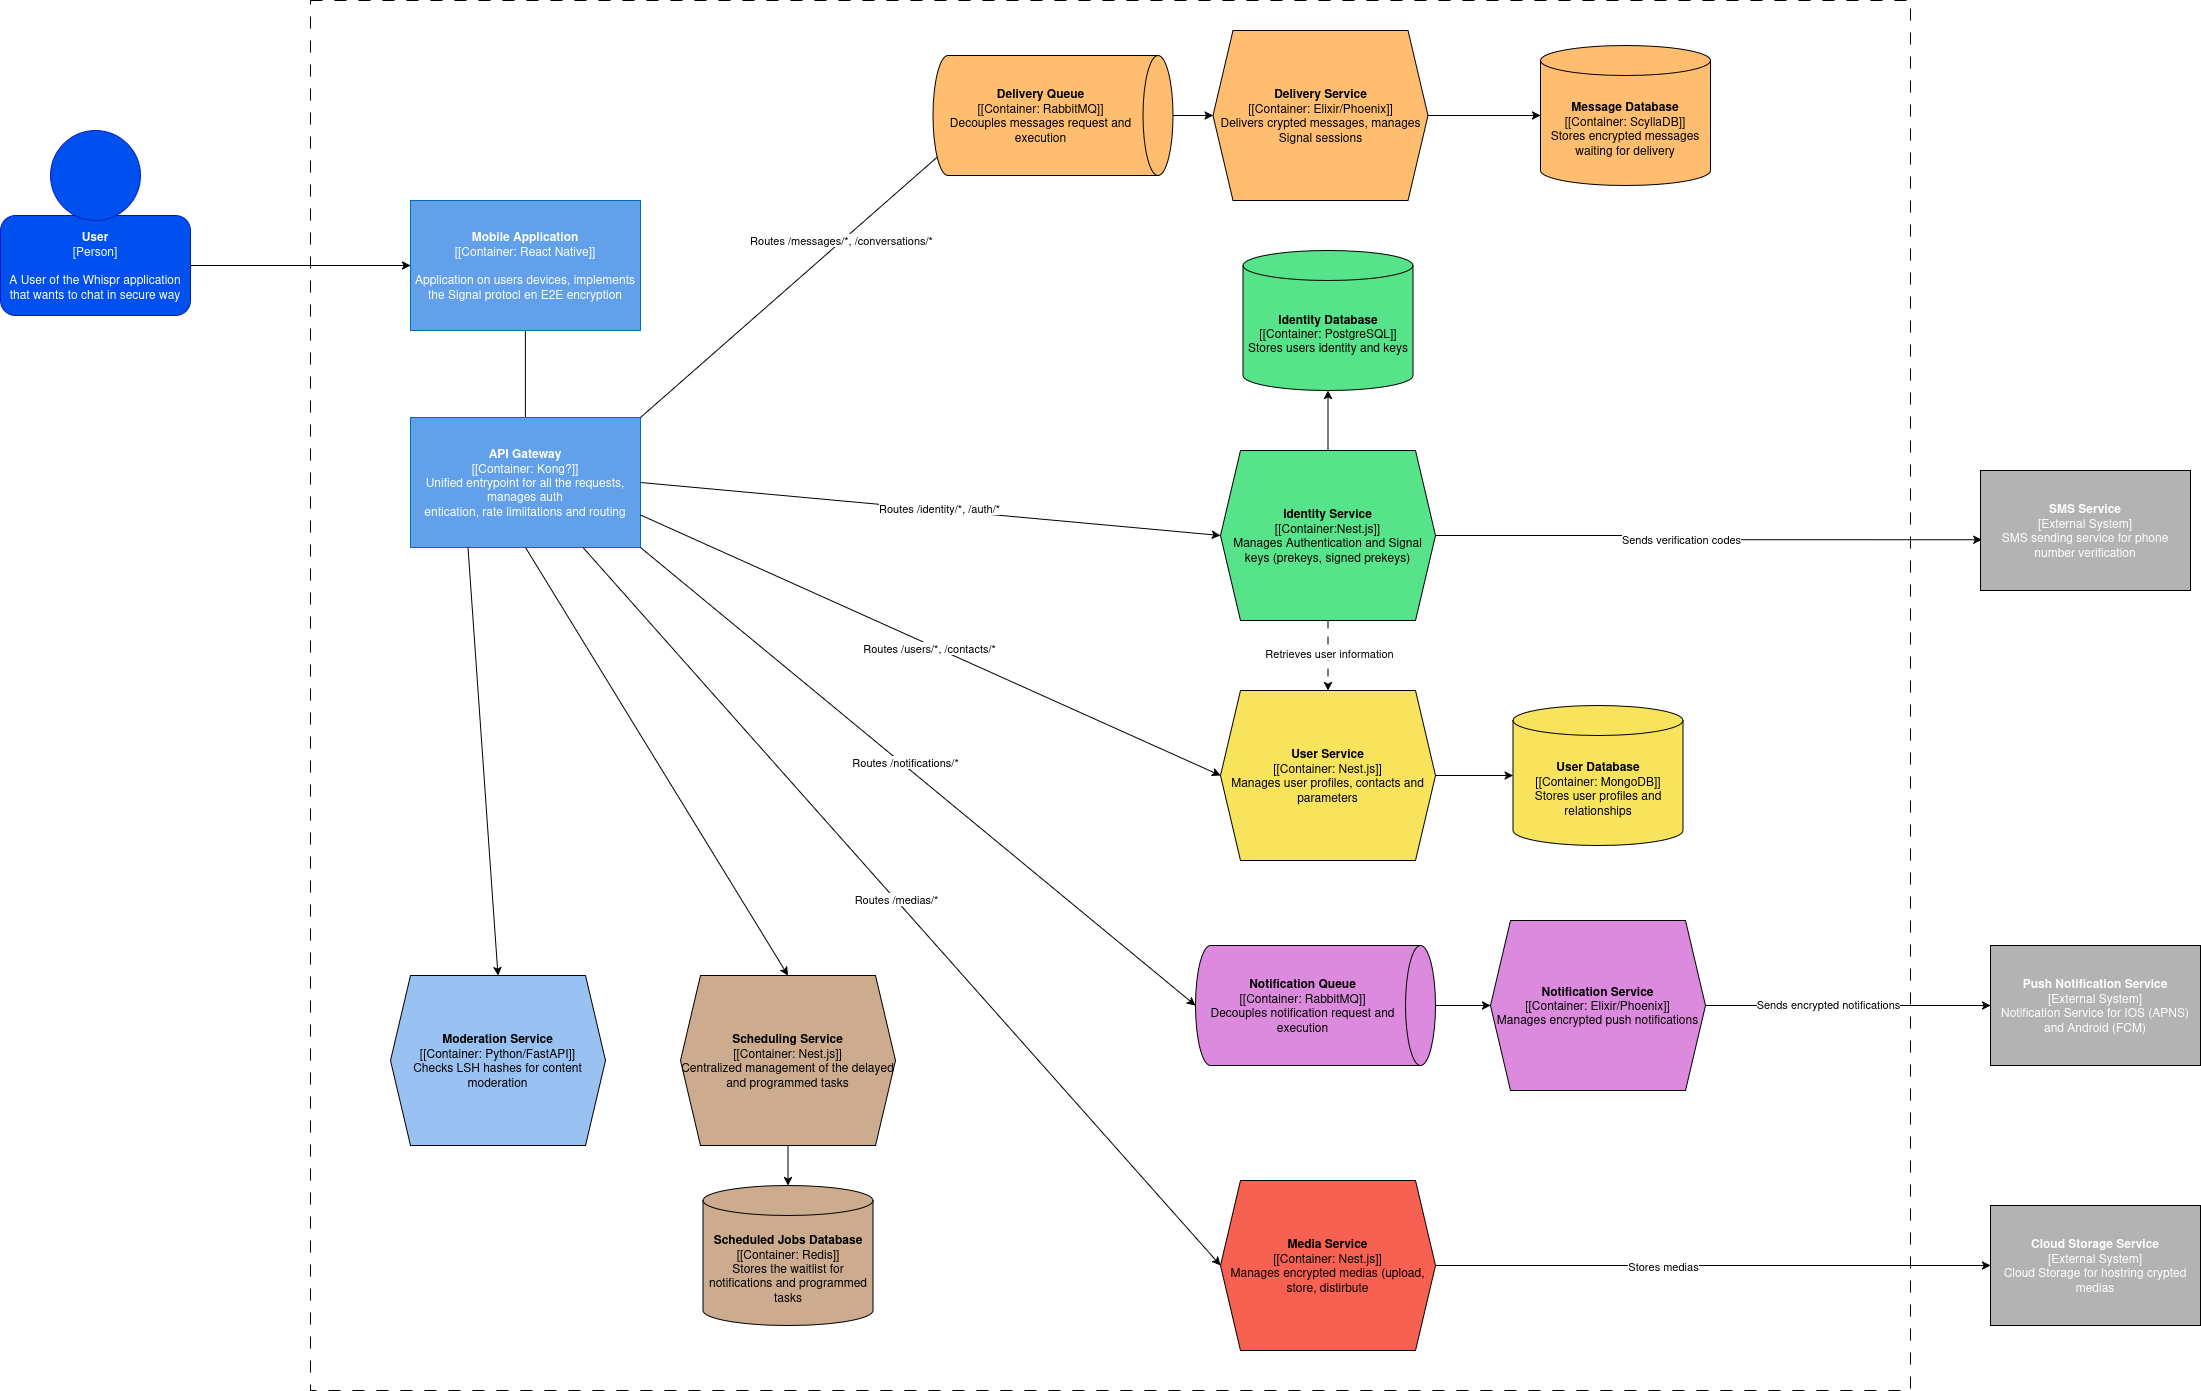 User
[Person]
A User of the Whispr application
that wants to chat in secure way
Mobile Application
[[Container: React Native]]
Application on users devices, implements
the Signal protocl en E2E encryption
API Gateway
[[Container: Kong?]]
Unified entrypoint for all the requests,
manages auth
entication, rate limiitations and routing
Routes /messages/*, /conversations/*
Delivery Queue
[[Container: RabbitMQ]]
Decouples messages request and
execution
Delivery Service
[[Container: Elixir/Phoenix]]
Delivers crypted messages, manages
Signal sessions
Message Database
[[Container: ScyllaDB]]
Stores encrypted messages
waiting for delivery
Identity Database
[[Container: PostgreSQL]]
Stores users identity and keys
Routes /identity/*, /auth/*
Identity Service
[[Container:Nest.js]]
Manages Authentication and Signal
keys (prekeys, signed prekeys)
Sends verification codes
SMS Service
[External System]
SMS sending service for phone
number verification
Retrieves user information
Routes /users/*, /contacts/*
User Service
[[Container: Nest.js]]
Manages user profiles, contacts and
parameters
User Database
[[Container: MongoDB]]
Stores user profiles and
relationships
Routes /notifications/*
Notification Queue
[[Container: RabbitMQ]]
Decouples notification request and
execution
Notification Service
[[Container: Elixir/Phoenix]]
Manages encrypted push notifications
Sends encrypted notifications
Push Notification Service
[External System]
Notification Service for IOS (APNS)
and Android (FCM)
Routes /medias/*
Moderation Service
[[Container: Python/FastAPI]]
Checks LSH hashes for content
moderation
Scheduling Service
[[Container: Nest.js]]
Centralized management of the delayed
and programmed tasks
Scheduled Jobs Database
[[Container: Redis]]
Stores the waitlist for
notifications and programmed
tasks
Media Service
[[Container: Nest.js]]
Manages encrypted medias (upload,
store, distirbute
Stores medias
Cloud Storage Service
[External System]
Cloud Storage for hostring crypted
medias